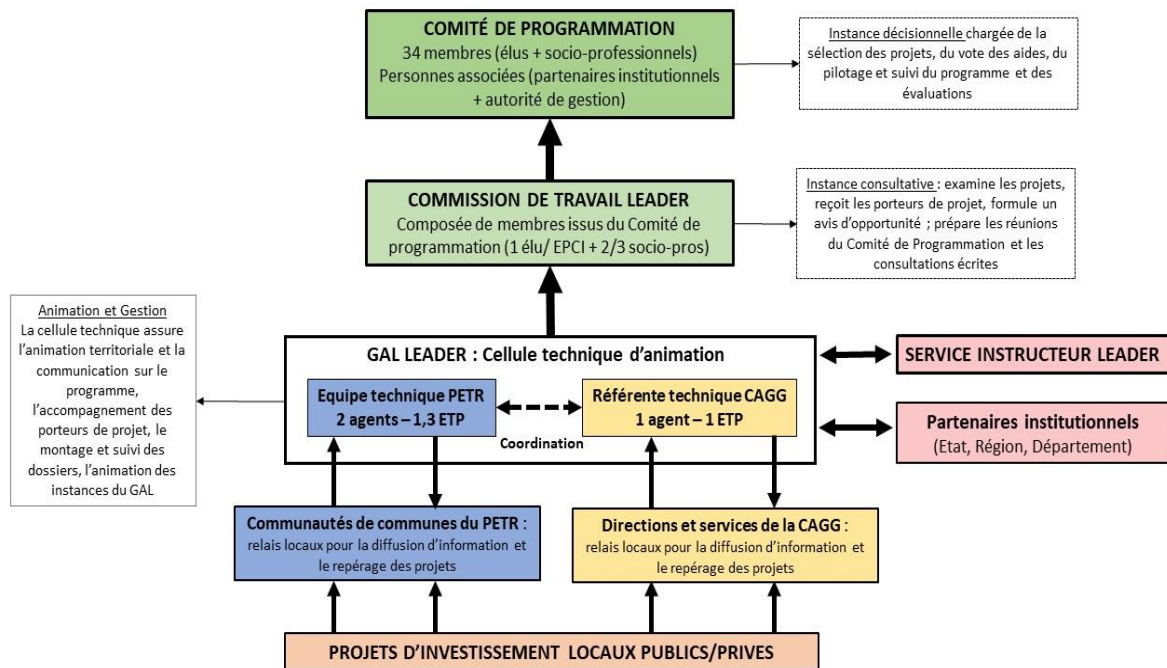 COMITÉ DE PROGRAMMATION
34 membres (élus + socio-professionnels)
Personnes associées (partenaires institutionnels
+ autorité de gestion)
Instance décisionnelle chargée de la
sélection des projets, du vote des aides, du
pilotage et suivi du programme et des
évaluations
COMMISSION DE TRAVAIL LEADER
Composée de membres issus du Comité de
programmation (1 élu/ EPCI + 2/3 socio-pros)
Instance consultative : examine les projets,
reçoit les porteurs de projet, formule un
avis d’opportunité ; prépare les réunions
du Comité de Programmation et les
consultations écrites
Animation et Gestion
La cellule technique assure
l’animation territoriale et la
communication sur le
programme,
l’accompagnement des
porteurs de projet, le
montage et suivi des
dossiers, l’animation des
instances du GAL
GAL LEADER : Cellule technique d’animation
Equipe technique PETR
2 agents – 1,3 ETP
Coordination
Référente technique CAGG
1 agent – 1 ETP
SERVICE INSTRUCTEUR LEADER
Partenaires institutionnels
(Etat, Région, Département)
Communautés de communes du PETR :
relais locaux pour la diffusion d’information et
le repérage des projets
Directions et services de la CAGG :
relais locaux pour la diffusion d’information et
le repérage des projets
PROJETS D’INVESTISSEMENT LOCAUX PUBLICS/PRIVES